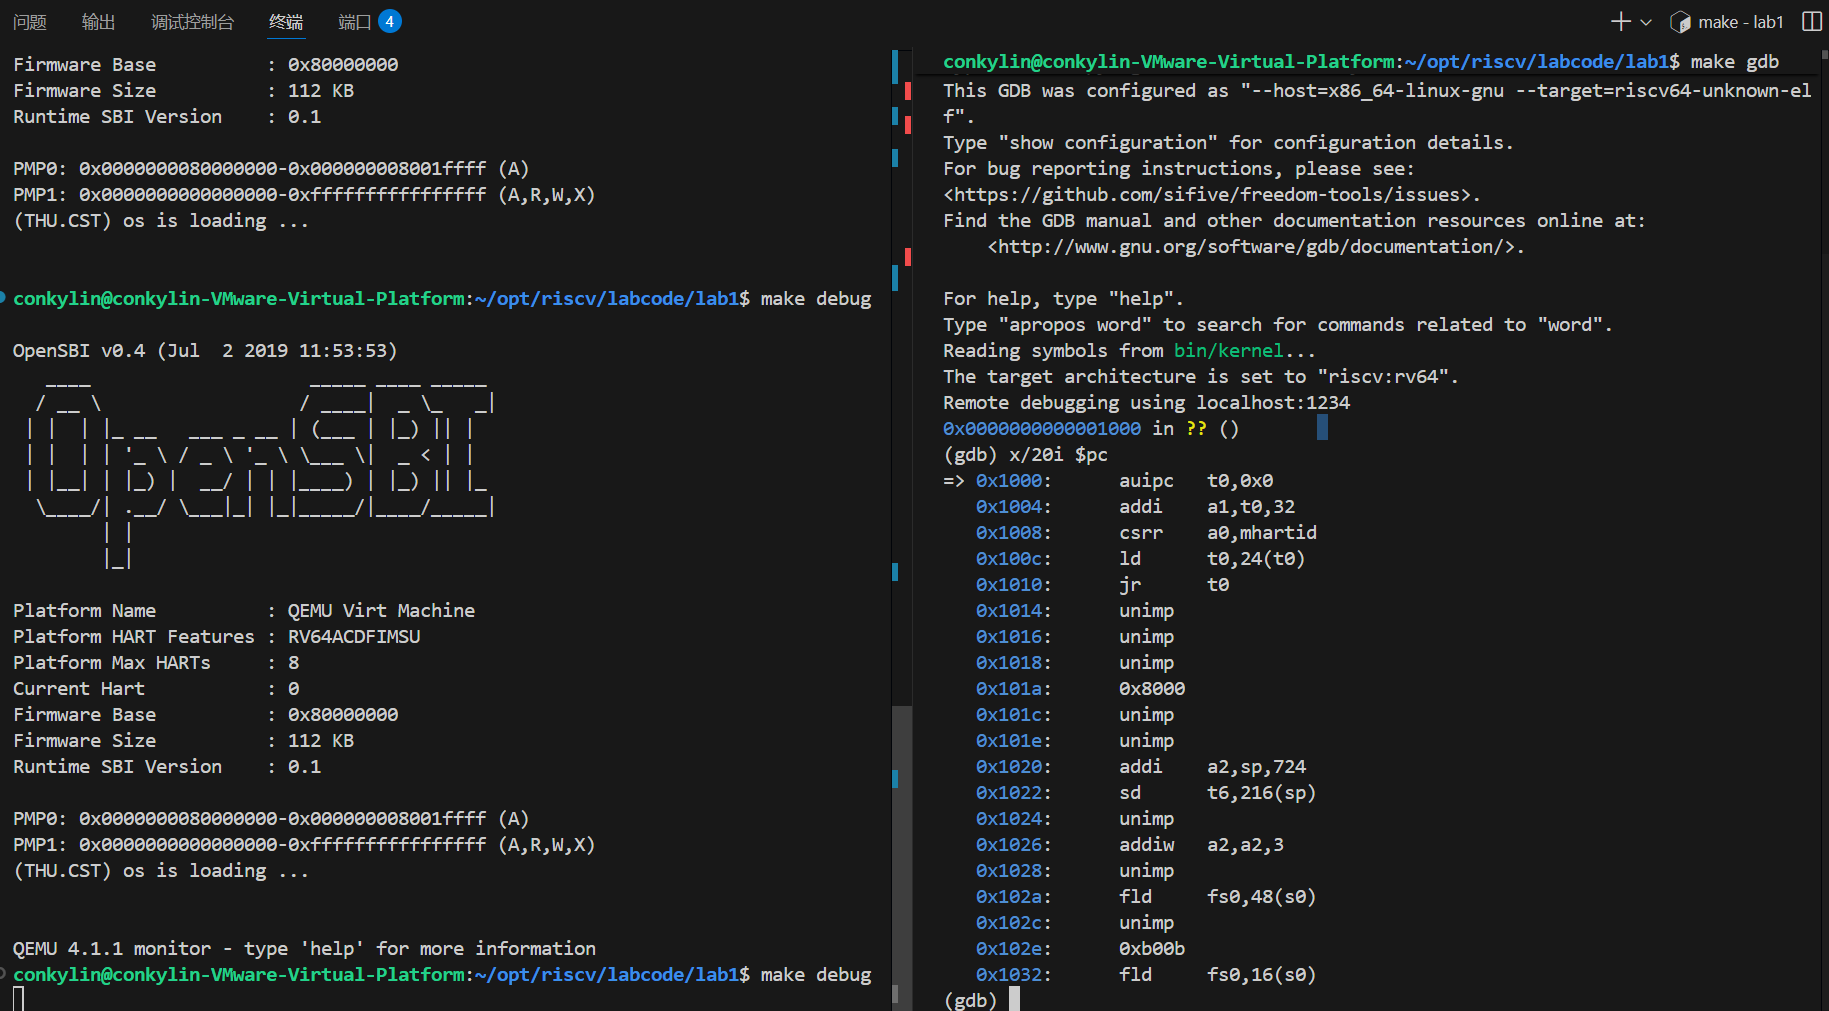 问题 输出 调试控制台 终端 端口 4
make - lab1
Firmware Base          : 0x80000000
Firmware Size          : 112 KB
Runtime SBI Version    : 0.1
PMP0: 0x0000000080000000-0x000000008001ffff (A)
PMP1: 0x0000000000000000-0xffffffffffffffff (A,R,W,X)
(THU.CST) os is loading ...
conkylin@conkylin-VMware-Virtual-Platform:~/opt/riscv/labcode/lab1$ make debug
OpenSBI v0.4 (Jul  2 2019 11:53:53)
   ____                    _____ ____ _____
  / __ \                  / ____|  _ \_   _|
 | |  | |_ __   ___ _ __ | (___ | |_) || |
 | |  | | '_ \ / _ \ '_ \ \___ \|  _ < | |
 | |__| | |_) |  __/ | | |____) | |_) || |_
  \____/| .__/ \___|_| |_|_____/|____/_____|
        | |
        |_|
Platform Name          : QEMU Virt Machine
Platform HART Features : RV64ACDFIMSU
Platform Max HARTs     : 8
Current Hart           : 0
Firmware Base          : 0x80000000
Firmware Size          : 112 KB
Runtime SBI Version    : 0.1
PMP0: 0x0000000080000000-0x000000008001ffff (A)
PMP1: 0x0000000000000000-0xffffffffffffffff (A,R,W,X)
(THU.CST) os is loading ...
QEMU 4.1.1 monitor - type 'help' for more information
conkylin@conkylin-VMware-Virtual-Platform:~/opt/riscv/labcode/lab1$ make debug
conkylin@conkylin-VMware-Virtual-Platform:~/opt/riscv/labcode/lab1$ make gdb
This GDB was configured as "--host=x86_64-linux-gnu --target=riscv64-unknown-el
f".
Type "show configuration" for configuration details.
For bug reporting instructions, please see:
<https://github.com/sifive/freedom-tools/issues>.
Find the GDB manual and other documentation resources online at:
    <http://www.gnu.org/software/gdb/documentation/>.
For help, type "help".
Type "apropos word" to search for commands related to "word".
Reading symbols from bin/kernel...
The target architecture is set to "riscv:rv64".
Remote debugging using localhost:1234
0x0000000000001000 in ?? ()
(gdb) x/20i $pc
=> 0x1000:      auipc   t0,0x0
   0x1004:      addi    a1,t0,32
   0x1008:      csrr    a0,mhartid
   0x100c:      ld      t0,24(t0)
   0x1010:      jr      t0
   0x1014:      unimp
   0x1016:      unimp
   0x1018:      unimp
   0x101a:      0x8000
   0x101c:      unimp
   0x101e:      unimp
   0x1020:      addi    a2,sp,724
   0x1022:      sd      t6,216(sp)
   0x1024:      unimp
   0x1026:      addiw   a2,a2,3
   0x1028:      unimp
   0x102a:      fld     fs0,48(s0)
   0x102c:      unimp
   0x102e:      0xb00b
   0x1032:      fld     fs0,16(s0)
(gdb)